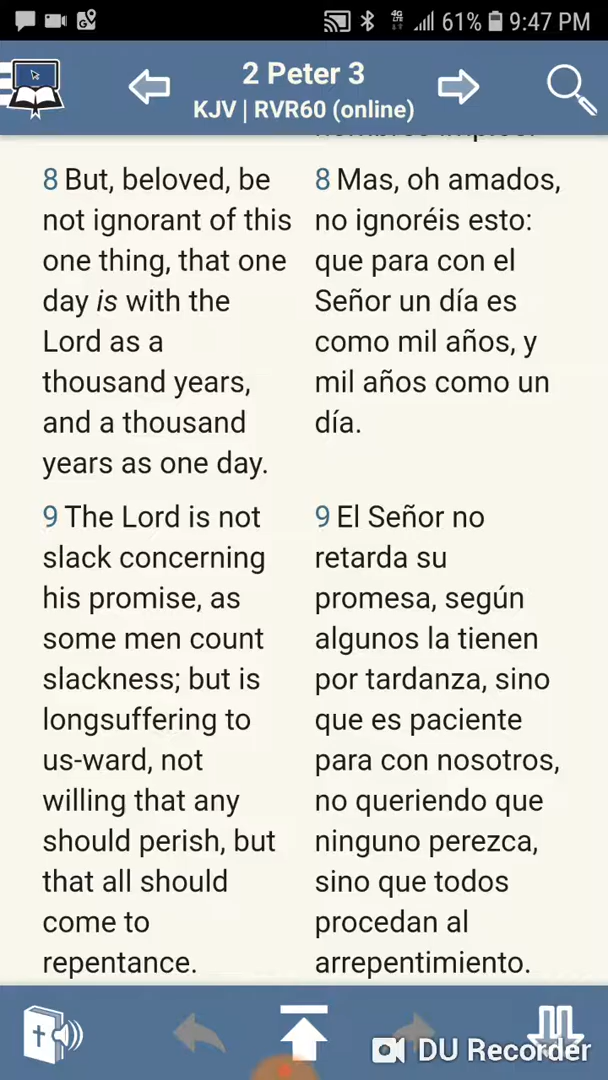 61% 9:47 PM
2 Peter 3
KJV | RVR60 (online)
8 But, beloved, be
not ignorant of this
one thing, that one
day is with the
Lord as a
thousand years,
and a thousand
years as one day.
9 The Lord is not
slack concerning
his promise, as
some men count
slackness; but is
longsuffering to
us-ward, not
willing that any
should perish, but
that all should
come to
repentance.
8 Mas, oh amados,
no ignoréis esto:
que para con el
Señor un día es
como mil años, y
mil años como un
día.
9 El Señor no
retarda su
promesa, según
algunos la tienen
por tardanza, sino
que es paciente
para con nosotros,
no queriendo que
ninguno perezca,
sino que todos
procedan al
arrepentimiento.
DU Recorder